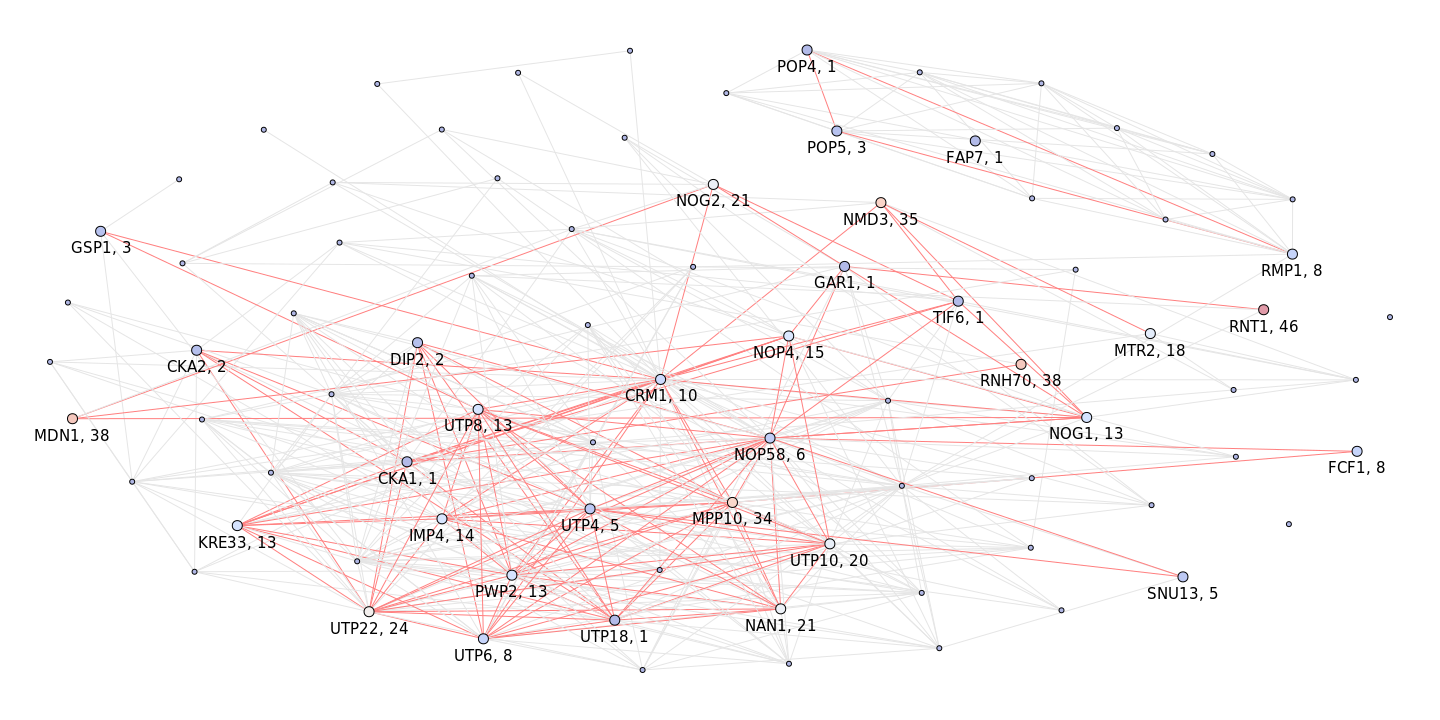 POP4, 1
POP5, 3
FAP7, 1
NOG2, 21
NMD3, 35
GSP1, 3
RMP1, 8
GAR1, 1
TIF6, 1
RNT1, 46
CKA2, 2
DIP2, 2
NOP4, 15
MTR2, 18
RNH70, 38
CRM1, 10
MDN1, 38
UTP8, 13
NOG1, 13
NOP58, 6
FCF1, 8
CKA1, 1
KRE33, 13
IMP4, 14
UTP4, 5
MPP10, 34
UTP10, 20
PWP2, 13
SNU13, 5
UTP22, 24
UTP18, 1
NAN1, 21
UTP6, 8